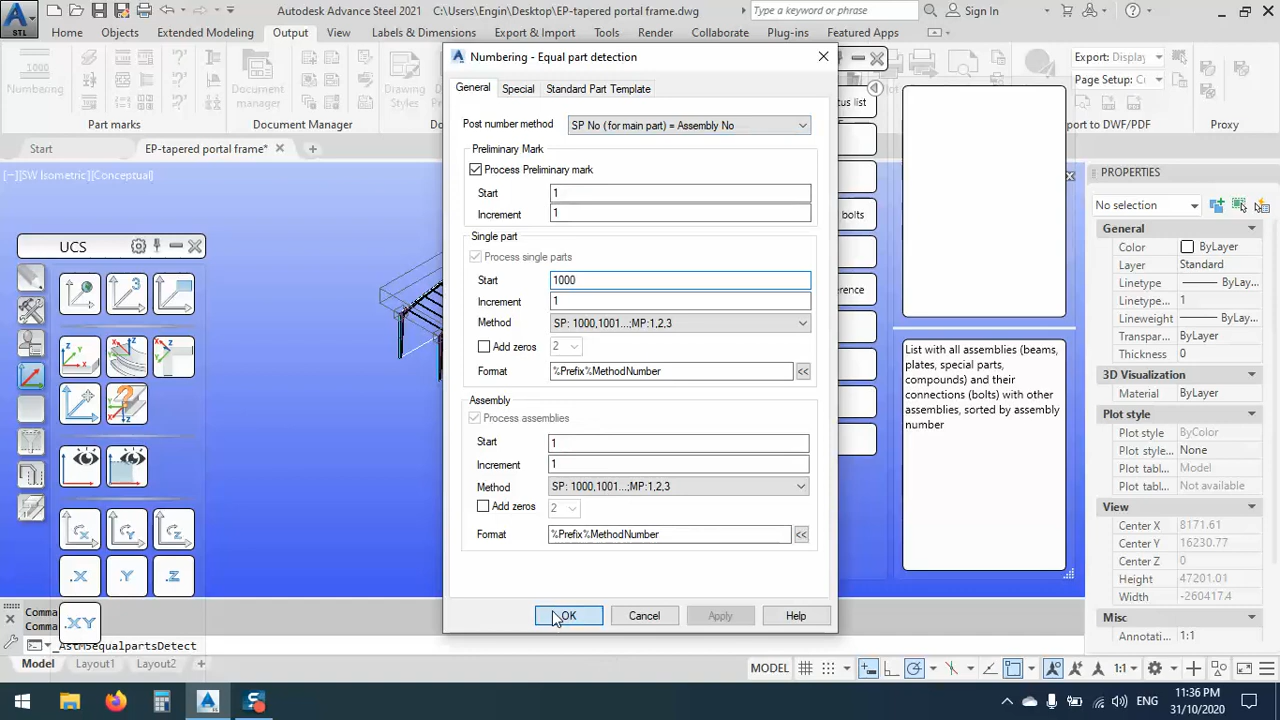 Autodesk Advance Steel 2021 C:\Users\Engin\Desktop\EP-tapered portal frame.dwg
Type a keyword or phrase
Sign In
STL
Home Objects Extended Modeling Output View Labels & Dimensions Export & Import Tools Render Collaborate Plug-ins Featured Apps
Numbering
Part marks
Document manager
Document Manager
Drawing Styles
Export: Display
Page Setup:
port to DWF/PDF
Proxy
Start EP-tapered portal frame*
[−][SW Isometric][Conceptual]
UCS
Numbering - Equal part detection
General Special Standard Part Template
Post number method SP No (for main part) = Assembly No
Preliminary Mark
Process Preliminary mark
Start 1
Increment 1
Single part
Process single parts
Start 1000
Increment 1
Method SP: 1000,1001...;MP:1,2,3
Add zeros 2
Format %Prefix%MethodNumber <<
Assembly
Process assemblies
Start 1
Increment 1
Method SP: 1000,1001...;MP:1,2,3
Add zeros 2
Format %Prefix%MethodNumber <<
OK Cancel Apply Help
tus list
bolts
erence
List with all assemblies (beams, plates, special parts, compounds) and their connections (bolts) with other assemblies, sorted by assembly number
PROPERTIES
No selection
General
Color ByLayer
Layer Standard
Linetype ByLay...
Linetype... 1
Lineweight ByLay...
Transpar... ByLayer
Thickness 0
3D Visualization
Material ByLayer
Plot style
Plot style ByColor
Plot style... None
Plot tabl... Model
Plot tabl... Not available
View
Center X 8171.61
Center Y 16230.77
Center Z 0
Height 47201.01
Width -260417.4
Misc
Annotati... 1:1
.X .Y .Z
.XY
Comma
Comma
_AstM5EqualpartsDetect
Model Layout1 Layout2 +
MODEL 1:1
ENG
11:36 PM
31/10/2020